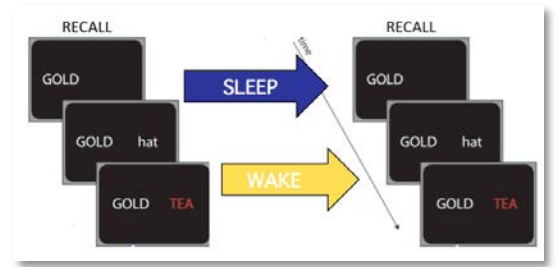 RECALL
GOLD
GOLD hat
GOLD TEA
SLEEP
WAKE
time
RECALL
GOLD
GOLD hat
GOLD TEA